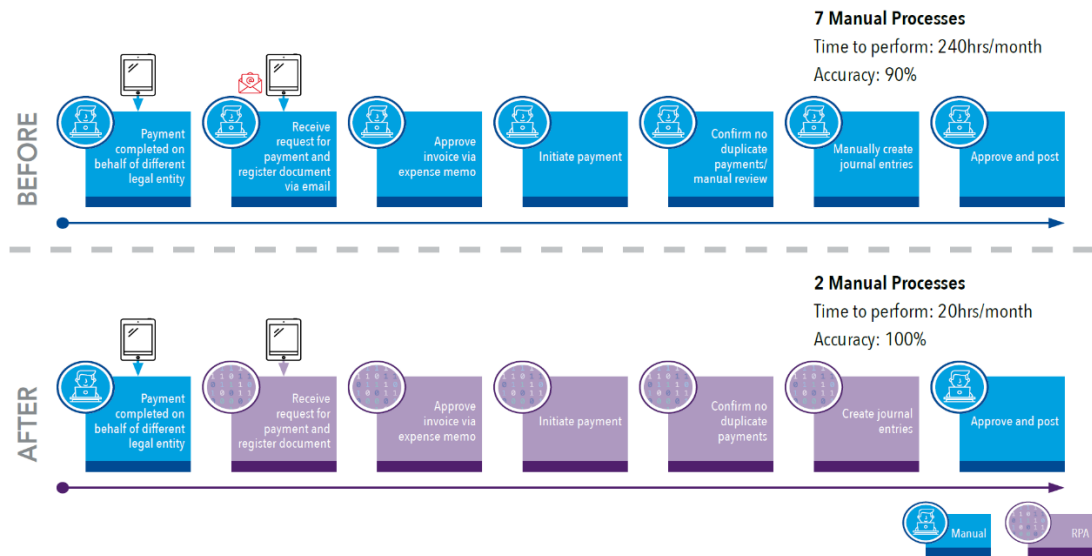 7 Manual Processes
Time to perform: 240hrs/month
Accuracy: 90%
BEFORE
Payment
completed on
behalf of different
legal entity
Receive
request for
payment and
register document
via email
Approve
invoice via
expense memo
Initiate payment
Confirm no
duplicate
payments/
manual review
Manually create
journal entries
Approve and post
2 Manual Processes
Time to perform: 20hrs/month
Accuracy: 100%
AFTER
Payment
completed on
behalf of different
legal entity
Receive
request for
payment and
register document
Approve
invoice via
expense memo
Initiate payment
Confirm no
duplicate
payments
Create journal
entries
Approve and post
Manual
RPA